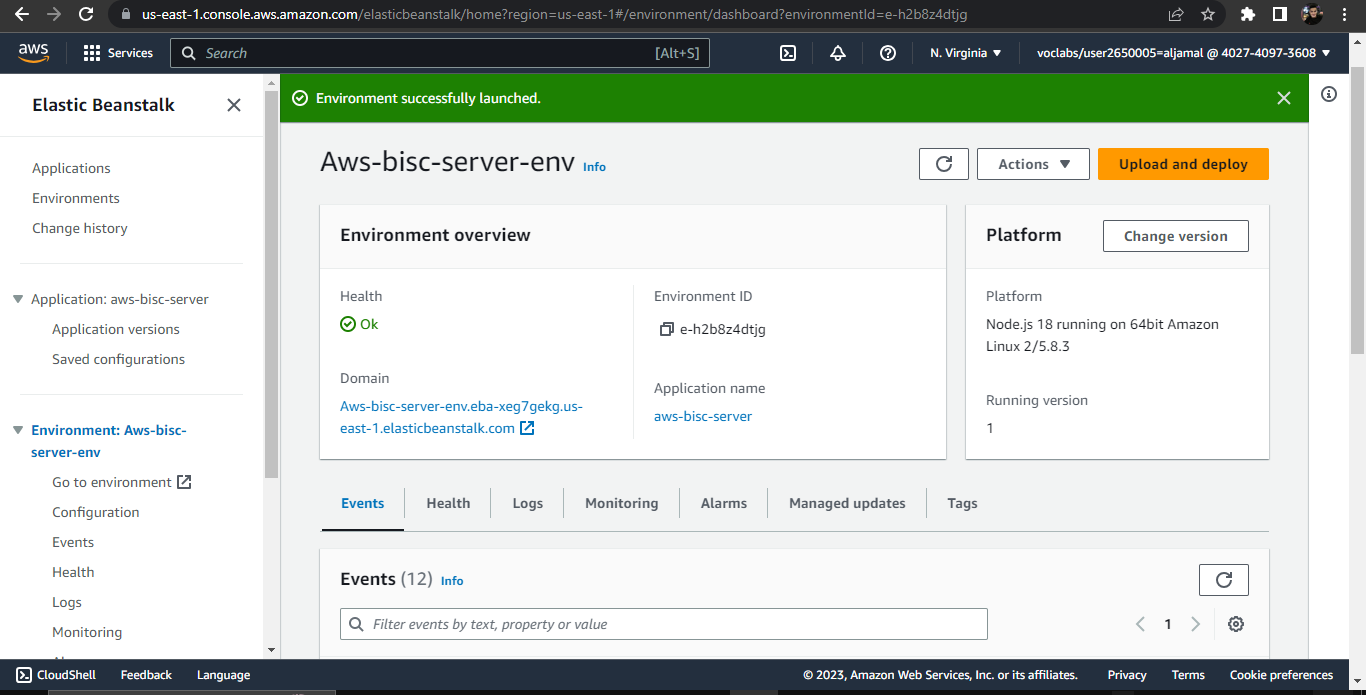 us-east-1.console.aws.amazon.com/elasticbeanstalk/home?region=us-east-1#/environment/dashboard?environmentId=e-h2b8z4dtjg
aws
Services
Search
[Alt+S]
N. Virginia
voclabs/user2650005=aljamal @ 4027-4097-3608
Elastic Beanstalk
Applications
Environments
Change history
Application: aws-bisc-server
Application versions
Saved configurations
Environment: Aws-bisc-
server-env
Go to environment
Configuration
Events
Health
Logs
Monitoring
Environment successfully launched.
Aws-bisc-server-env Info
Actions
Upload and deploy
Environment overview
Health
Ok
Domain
Aws-bisc-server-env.eba-xeg7gekg.us-
east-1.elasticbeanstalk.com
Environment ID
e-h2b8z4dtjg
Application name
aws-bisc-server
Platform
Change version
Platform
Node.js 18 running on 64bit Amazon
Linux 2/5.8.3
Running version
1
Events
Health
Logs
Monitoring
Alarms
Managed updates
Tags
Events (12) Info
Filter events by text, property or value
1
CloudShell
Feedback
Language
© 2023, Amazon Web Services, Inc. or its affiliates.
Privacy
Terms
Cookie preferences